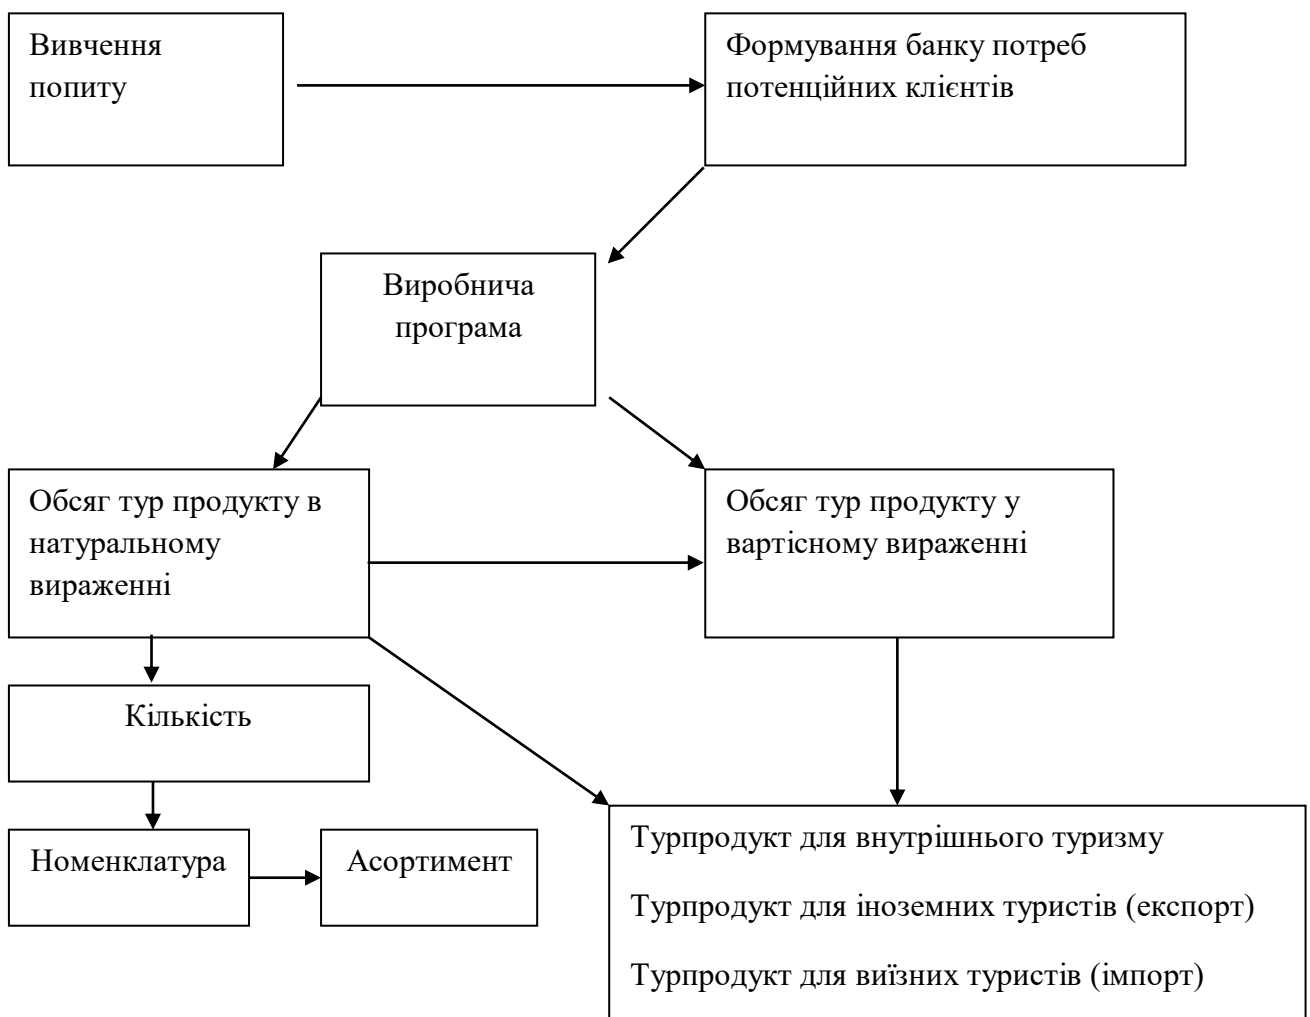 Вивчення
попиту
Формування банку потреб
потенційних клієнтів
Виробнича
програма
Обсяг тур продукту в
натуральному
вираженні
Обсяг тур продукту у
вартісному вираженні
Кількість
Номенклатура
Асортимент
Турпродукт для внутрішнього туризму
Турпродукт для іноземних туристів (експорт)
Турпродукт для виїзних туристів (імпорт)